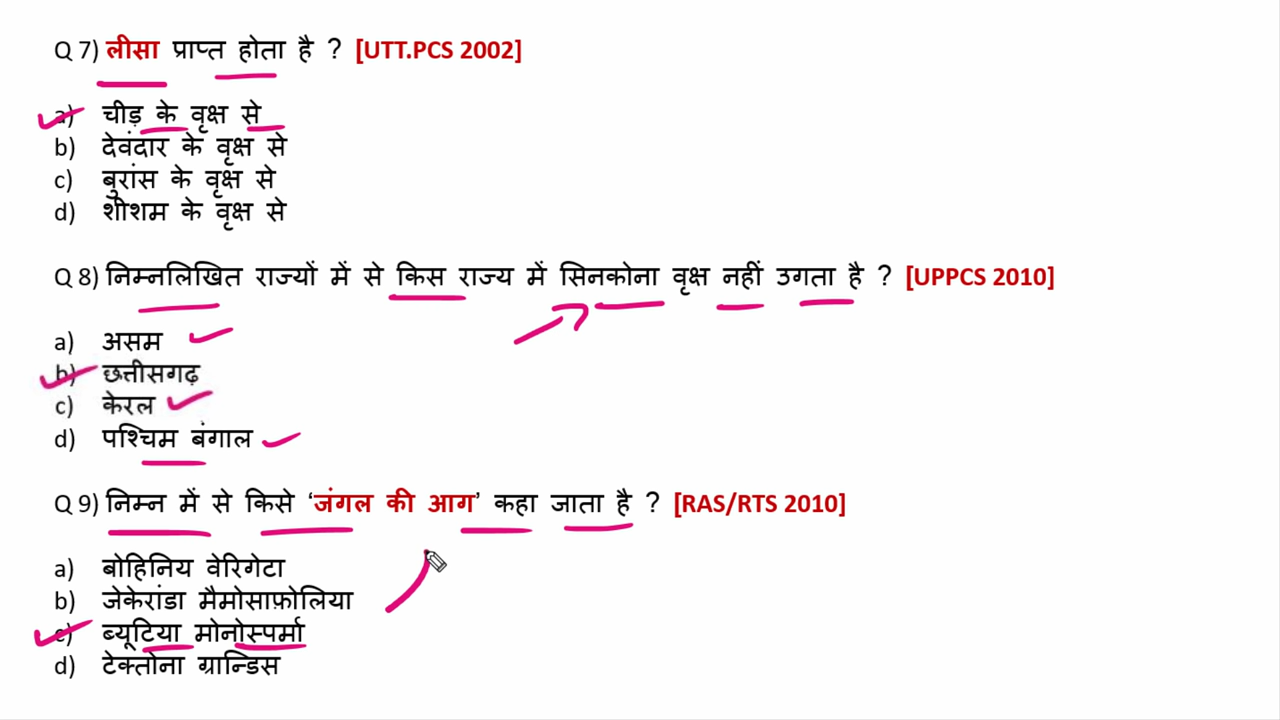 Q 7) लीसा प्राप्त होता है ? [UTT.PCS 2002]
a) चीड़ के वृक्ष से
b) देवंदार के वृक्ष से
c) बुरांस के वृक्ष से
d) शीशम के वृक्ष से
Q 8) निम्नलिखित राज्यों में से किस राज्य में सिनकोना वृक्ष नहीं उगता है ? [UPPCS 2010]
a) असम
b) छत्तीसगढ़
c) केरल
d) पश्चिम बंगाल
Q 9) निम्न में से किसे ‘जंगल की आग’ कहा जाता है ? [RAS/RTS 2010]
a) बोहिनिय वेरिगेटा
b) जेकेरांडा मैमोसाफ़ोलिया
c) ब्यूटिया मोनोस्पर्मा
d) टेक्तोना ग्रान्डिस